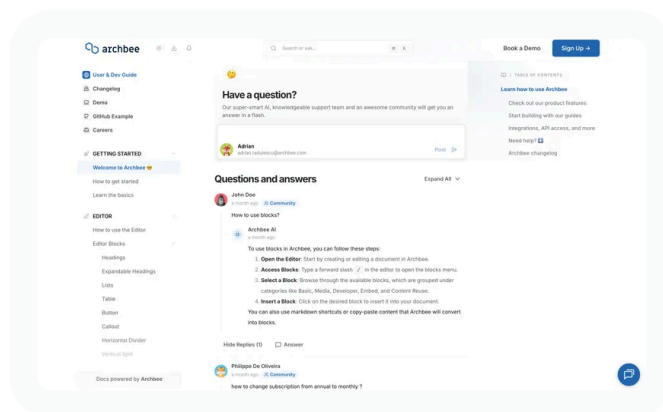 archbee
Search or ask...
⌘ K
Book a Demo
Sign Up →
User & Dev Guide
Changelog
Demo
GitHub Example
Careers
GETTING STARTED
Welcome to Archbee 🤓
How to get started
Learn the basics
EDITOR
How to use the Editor
Editor Blocks
Headings
Expandable Headings
Lists
Table
Button
Callout
Horizontal Divider
Vertical Split
Docs powered by Archbee
🤔
Have a question?
Our super-smart AI, knowledgeable support team and an awesome community will get you an
answer in a flash.
Adrian
Post
Questions and answers
Expand All
John Doe
a month ago
Community
How to use blocks?
Archbee AI
a month ago
To use blocks in Archbee, you can follow these steps:
1. Open the Editor: Start by creating or editing a document in Archbee.
2. Access Blocks: Type a forward slash / in the editor to open the blocks menu.
3. Select a Block: Browse through the available blocks, which are grouped under
categories like Basic, Media, Developer, Embed, and Content Reuse.
4. Insert a Block: Click on the desired block to insert it into your document.
You can also use markdown shortcuts or copy-paste content that Archbee will convert
into blocks.
Hide Replies (1)
Answer
Philippe De Oliveira
a month ago
Community
how to change subscription from annual to monthly ?
TABLE OF CONTENTS
Learn how to use Archbee
Check out our product features
Start building with our guides
Integrations, API access, and more
Need help? ⬇️
Archbee changelog